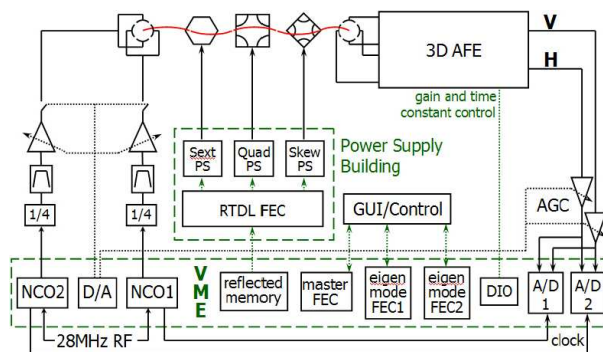 V
H
3D AFE
gain and time
constant control
Power Supply
Building
Sext
PS
Quad
PS
Skew
PS
RTDL FEC
GUI/Control
AGC
1/4
1/4
NCO2
D/A
NCO1
V
M
E
reflected
memory
master
FEC
eigen
mode
FEC1
eigen
mode
FEC2
DIO
A/D
1
A/D
2
28MHz RF
clock